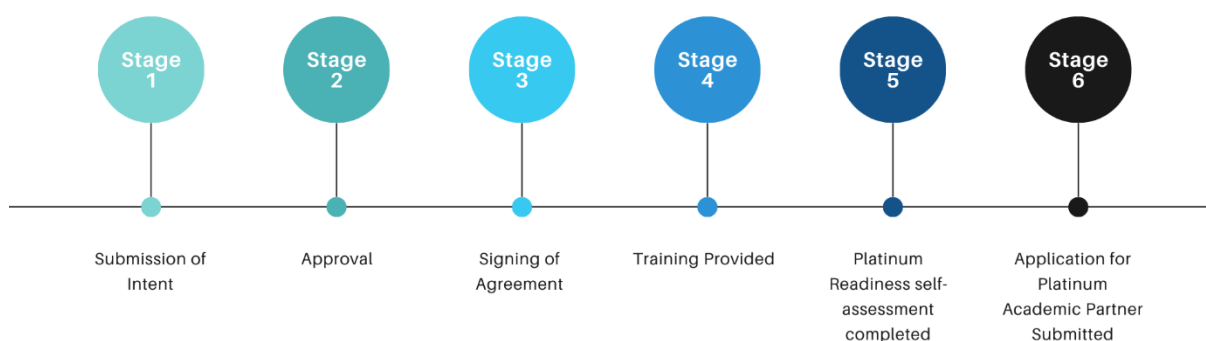 Stage
1
Stage
2
Stage
3
Stage
4
Stage
5
Stage
6
Submission of
Intent
Approval
Signing of
Agreement
Training Provided
Platinum
Readiness self-
assessment
completed
Application for
Platinum
Academic Partner
Submitted